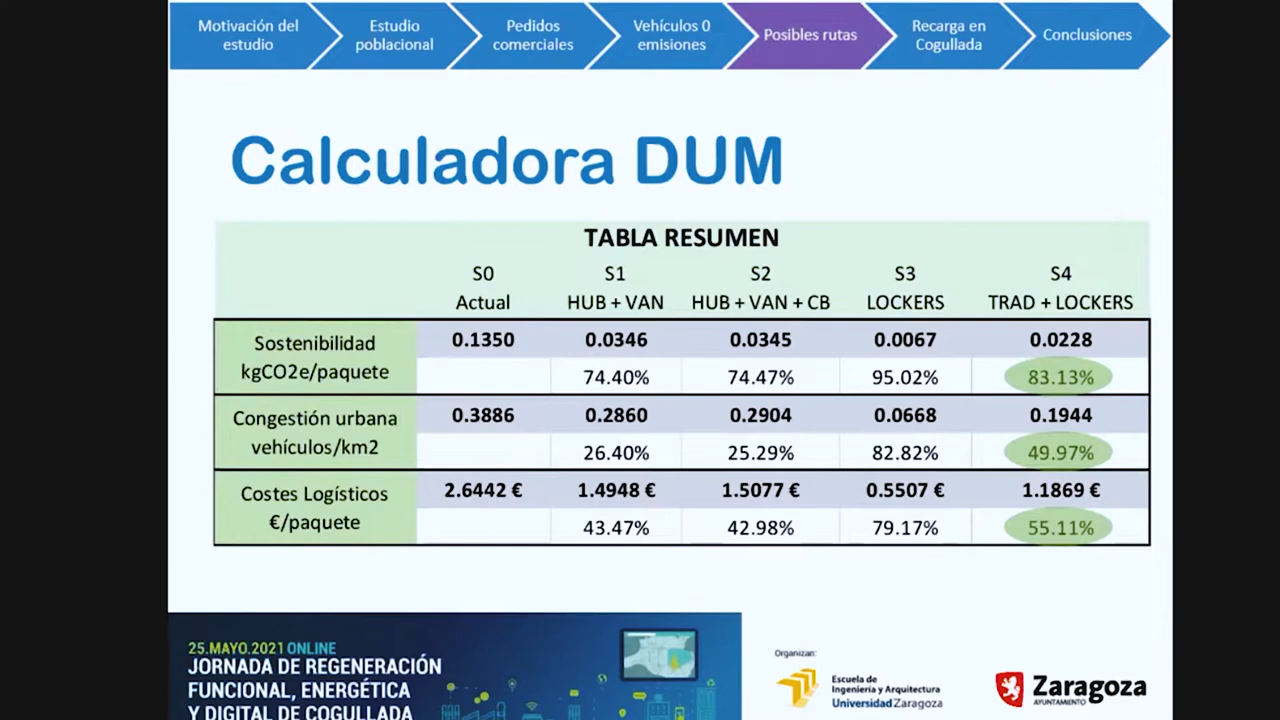 Motivación del
estudio
Estudio
poblacional
Pedidos
comerciales
Vehículos 0
emisiones
Posibles rutas
Recarga en
Cogullada
Conclusiones
Calculadora DUM
TABLA RESUMEN
S0 S1 S2 S3 S4
Actual HUB + VAN HUB + VAN + CB LOCKERS TRAD + LOCKERS
Sostenibilidad
kgCO2e/paquete
0.1350 0.0346 0.0345 0.0067 0.0228
74.40% 74.47% 95.02% 83.13%
Congestión urbana
vehículos/km2
0.3886 0.2860 0.2904 0.0668 0.1944
26.40% 25.29% 82.82% 49.97%
Costes Logísticos
€/paquete
2.6442 € 1.4948 € 1.5077 € 0.5507 € 1.1869 €
43.47% 42.98% 79.17% 55.11%
25.MAYO.2021 ONLINE
JORNADA DE REGENERACIÓN
FUNCIONAL, ENERGÉTICA
Y DIGITAL DE COGULLADA
Organizan:
Escuela de
Ingeniería y Arquitectura
Universidad Zaragoza
Zaragoza
AYUNTAMIENTO